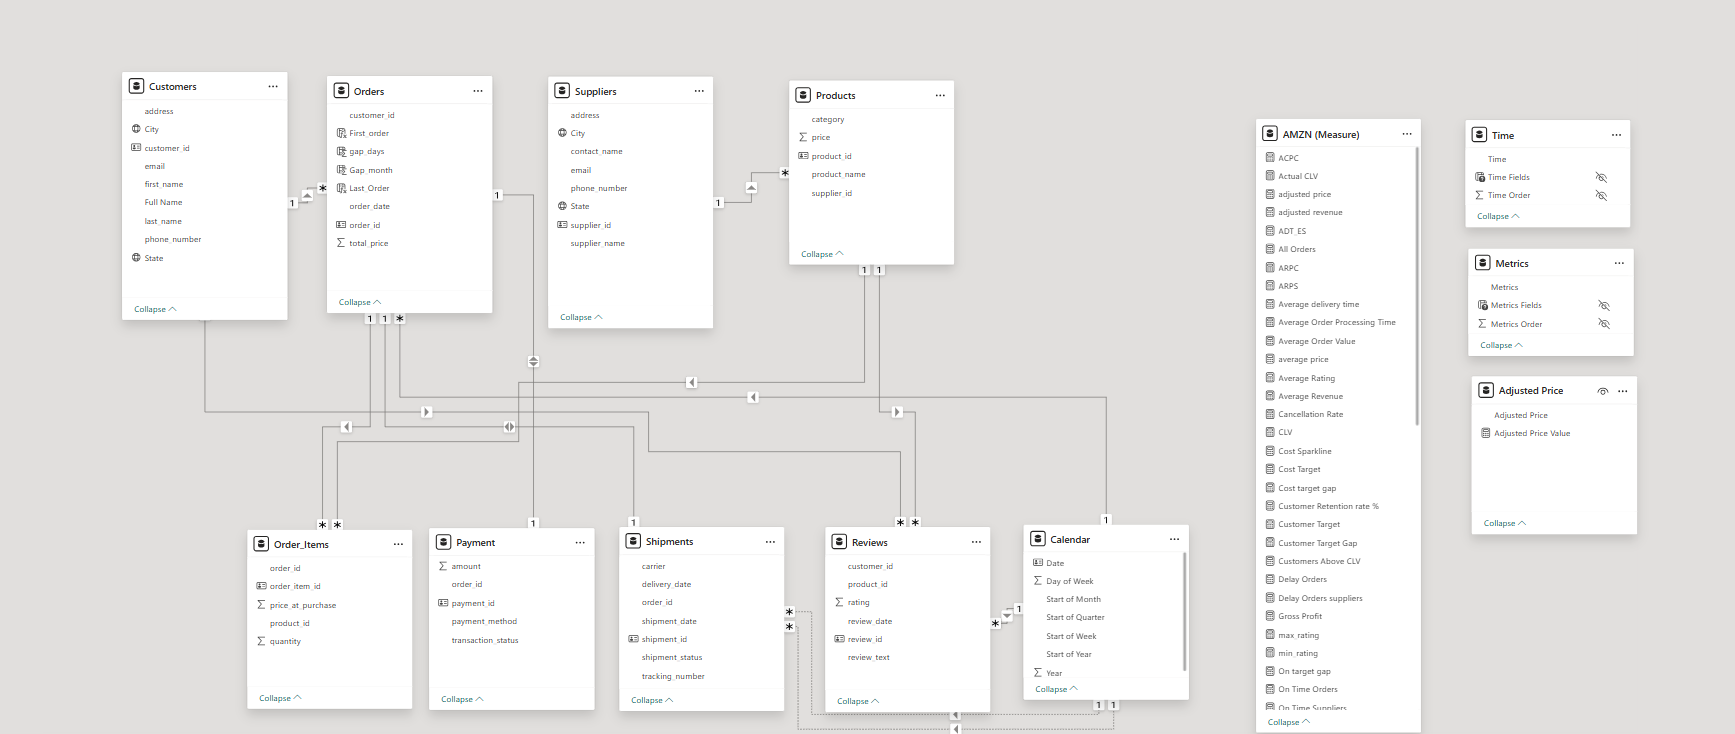 Customers
address
City
customer_id
email
first_name
Full Name
last_name
phone_number
State
Collapse
Orders
customer_id
First_order
gap_days
Gap_month
Last_Order
order_date
order_id
total_price
Collapse
Suppliers
address
City
contact_name
email
phone_number
State
supplier_id
supplier_name
Collapse
Products
category
price
product_id
product_name
supplier_id
Collapse
1
*
1
1
*
1
1
1
*
1
1
*
*
1
1
*
*
1
*
*
*
1
1
1
Order_Items
order_id
order_item_id
price_at_purchase
product_id
quantity
Collapse
Payment
amount
order_id
payment_id
payment_method
transaction_status
Collapse
Shipments
carrier
delivery_date
order_id
shipment_date
shipment_id
shipment_status
tracking_number
Collapse
Reviews
customer_id
product_id
rating
review_date
review_id
review_text
Collapse
Calendar
Date
Day of Week
Start of Month
Start of Quarter
Start of Week
Start of Year
Year
Collapse
AMZN (Measure)
ACPC
Actual CLV
adjusted price
adjusted revenue
ADT_ES
All Orders
ARPC
ARPS
Average delivery time
Average Order Processing Time
Average Order Value
average price
Average Rating
Average Revenue
Cancellation Rate
CLV
Cost Sparkline
Cost Target
Cost target gap
Customer Retention rate %
Customer Target
Customer Target Gap
Customers Above CLV
Delay Orders
Delay Orders suppliers
Gross Profit
max_rating
min_rating
On target gap
On Time Orders
On Time Suppliers
Collapse
Time
Time
Time Fields
Time Order
Collapse
Metrics
Metrics
Metrics Fields
Metrics Order
Collapse
Adjusted Price
Adjusted Price
Adjusted Price Value
Collapse